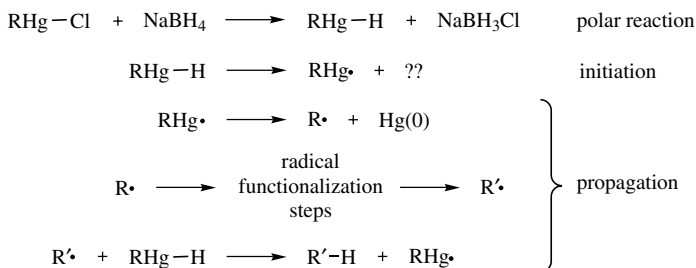 RHg—Cl + NaBH₄ ⟶ RHg—H + NaBH3Cl polar reaction
RHg—H ⟶ RHg• + ?? initiation
RHg• ⟶ R• + Hg(0)
R• ⟶ radical functionalization steps ⟶ R′•
propagation
R′• + RHg—H ⟶ R′—H + RHg•